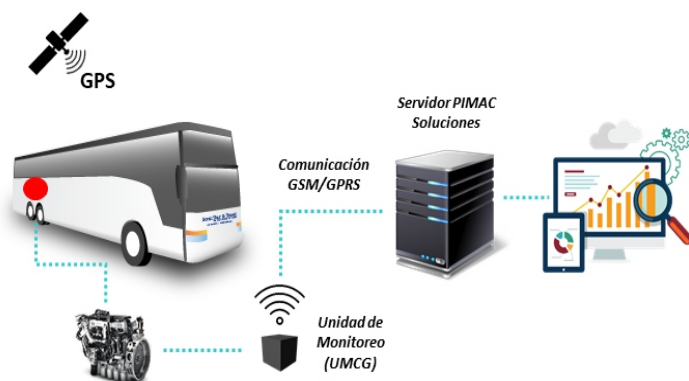 GPS
Servidor PIMAC
Soluciones
Comunicación
GSM/GPRS
Unidad de
Monitoreo
(UMCG)